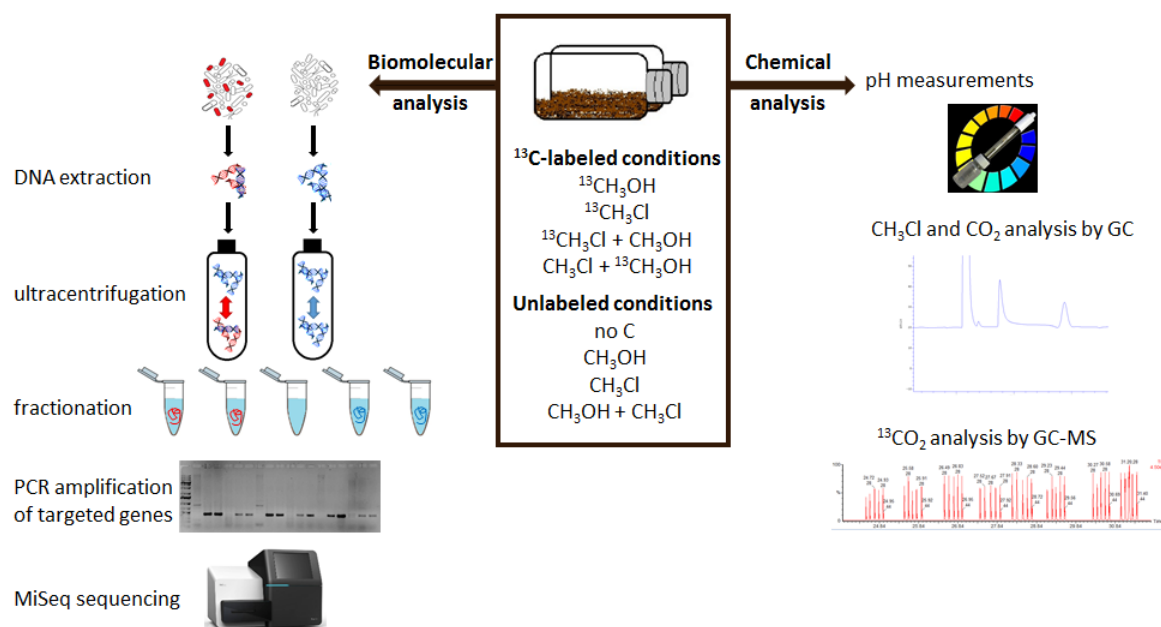 Biomolecular
analysis
Chemical
analysis
pH measurements
DNA extraction
ultracentrifugation
fractionation
PCR amplification
of targeted genes
MiSeq sequencing
¹³C-labeled conditions
¹³CH₃OH
¹³CH₃Cl
¹³CH₃Cl + CH₃OH
CH₃Cl + ¹³CH₃OH
Unlabeled conditions
no C
CH₃OH
CH₃Cl
CH₃OH + CH₃Cl
CH₃Cl and CO₂ analysis by GC
¹³CO₂ analysis by GC-MS
100